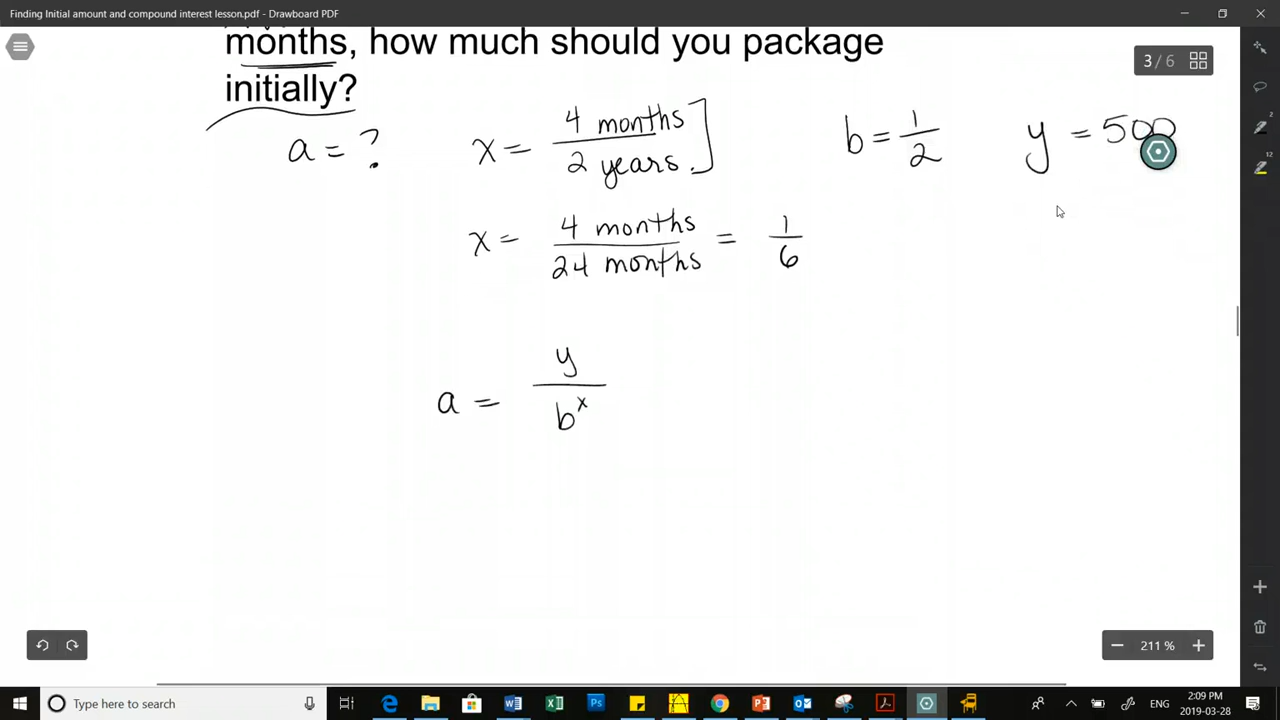 Finding Initial amount and compound interest lesson.pdf - Drawboard PDF
months, how much should you package
initially?
3 / 6
a = ?
x = 4 months / 2 years
b = 1/2
y = 500
x = 4 months / 24 months = 1/6
a = y / b^x
211 %
Type here to search
ENG
2:09 PM
2019-03-28